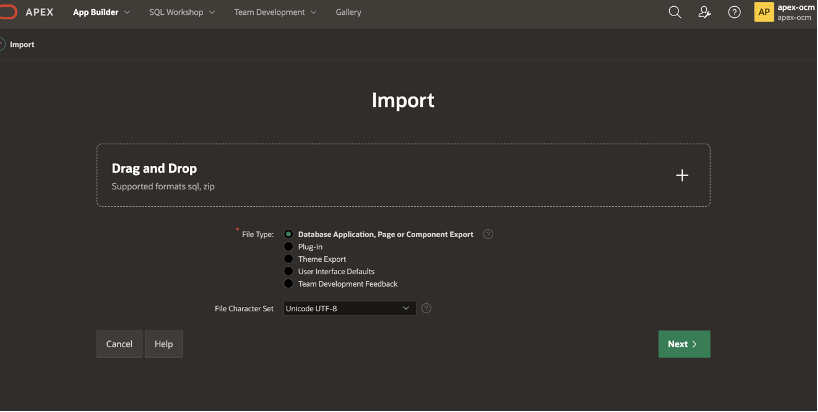 APEX App Builder SQL Workshop Team Development Gallery ? AP apex-ocm
apex-ocm
Import
Import
Drag and Drop
Supported formats sql, zip
* File Type: Database Application, Page or Component Export ?
Plug-in
Theme Export
User Interface Defaults
Team Development Feedback
File Character Set Unicode UTF-8 ?
Cancel Help Next